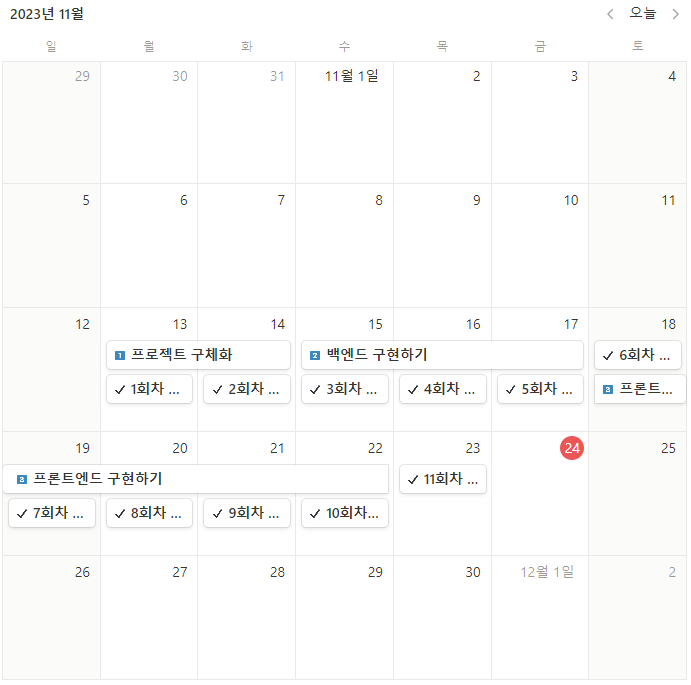 2023년 11월 오늘
일 월 화 수 목 금 토
29 30 31 11월 1일 2 3 4
5 6 7 8 9 10 11
12 13 14 15 16 17 18
1 프로젝트 구체화 2 백엔드 구현하기 6회차 ...
1회차 ... 2회차 ... 3회차 ... 4회차 ... 5회차 ... 3 프론트...
19 20 21 22 23 24 25
3 프론트엔드 구현하기 11회차 ...
7회차 ... 8회차 ... 9회차 ... 10회차...
26 27 28 29 30 12월 1일 2